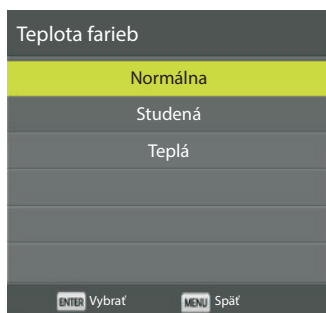 Teplota farieb
Normálna
Studená
Teplá
ENTER Vybrať MENU Späť